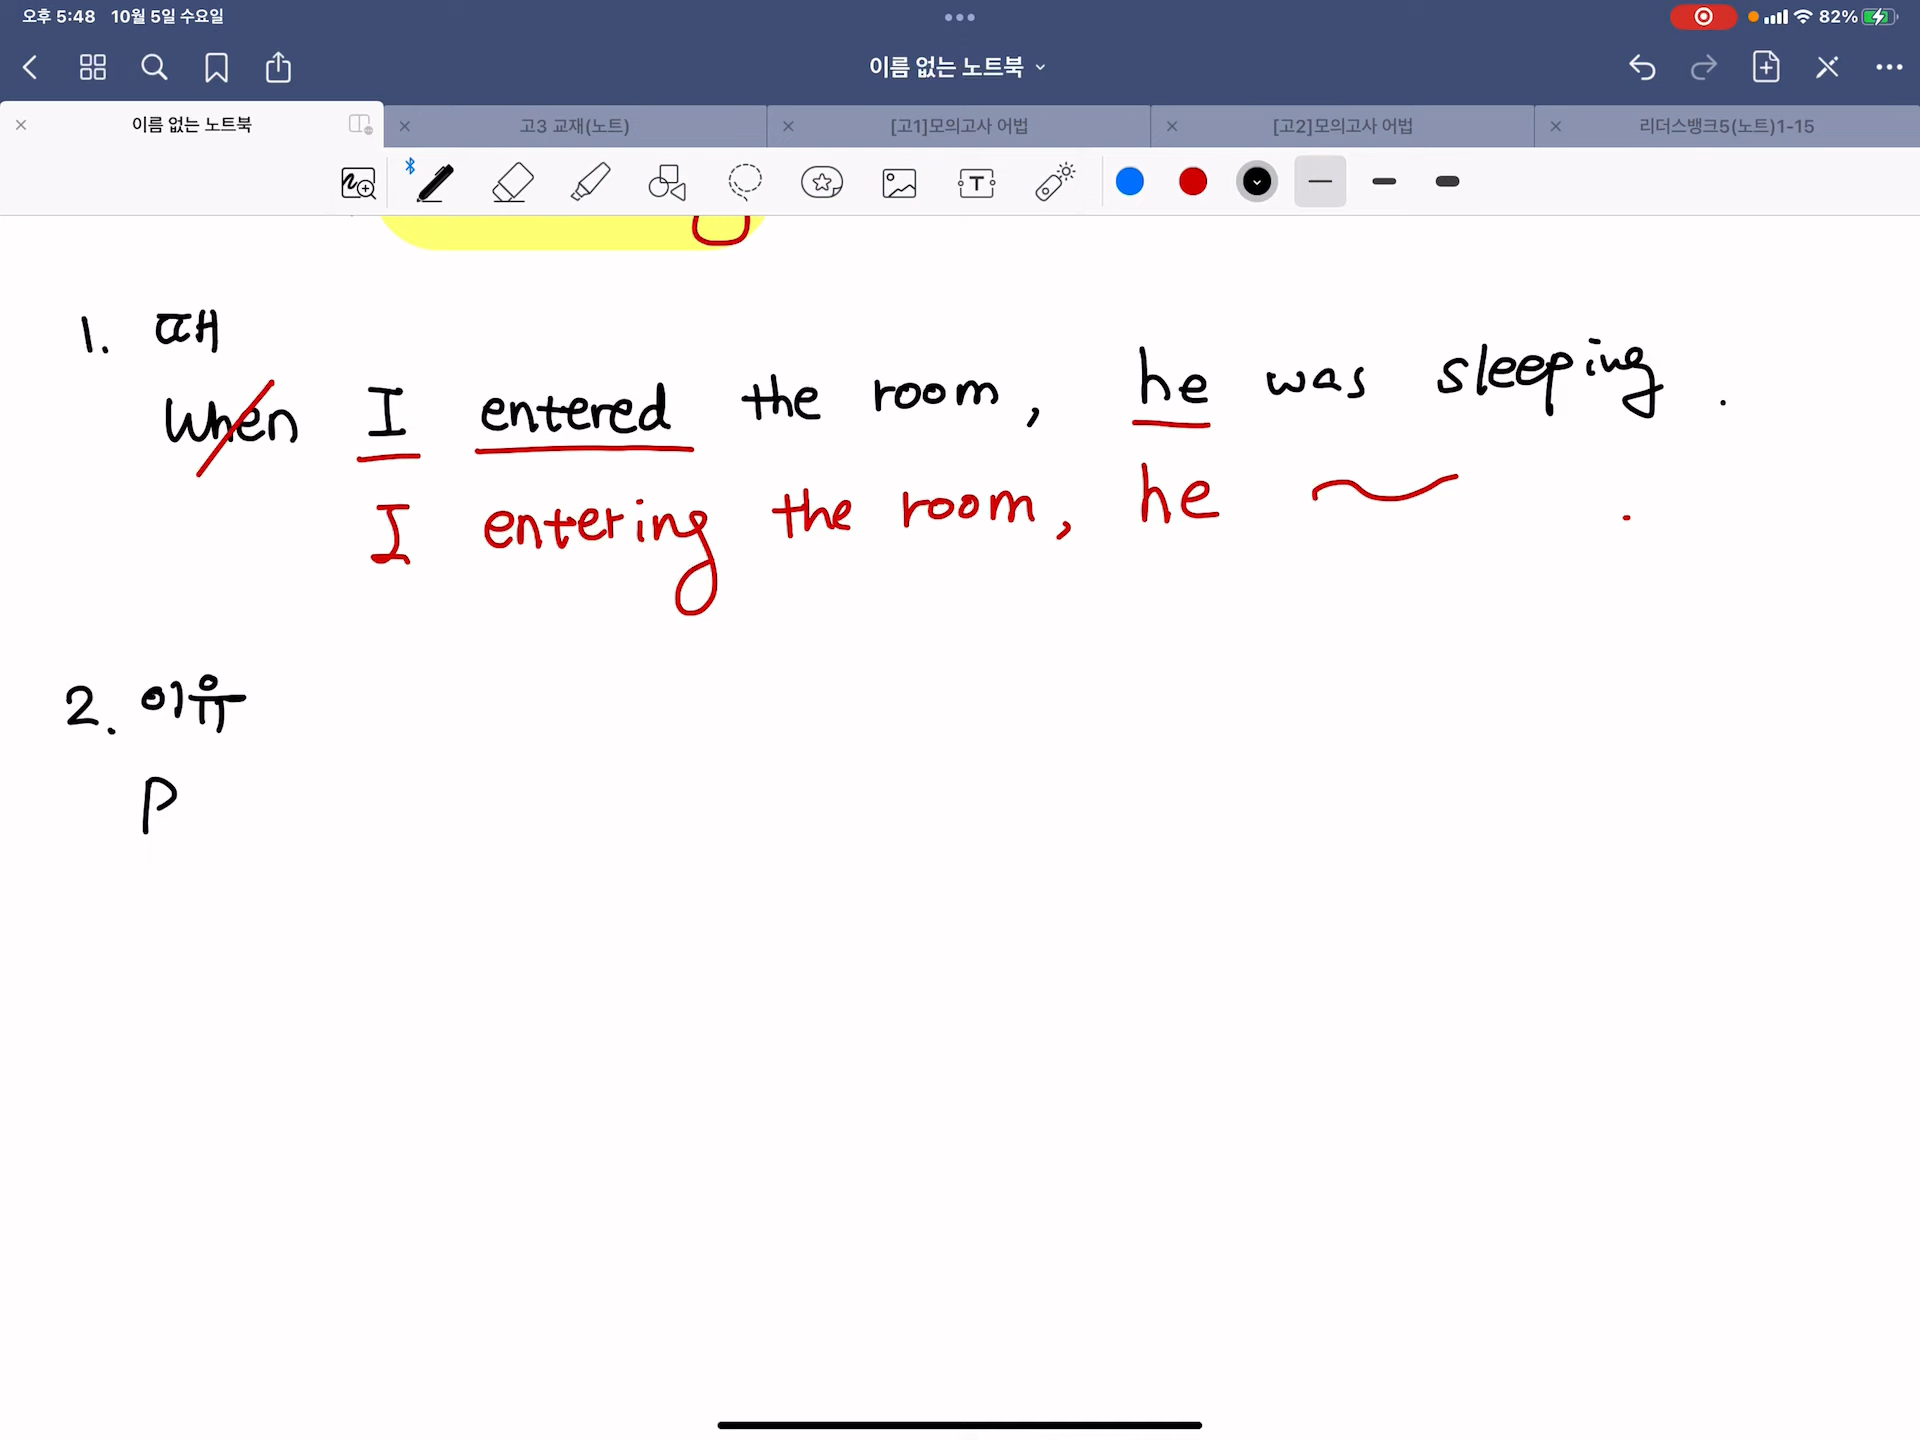 오후 5:48 10월 5일 수요일 82%
이름 없는 노트북
이름 없는 노트북 고3 교재(노트) [고1]모의고사 어법 [고2]모의고사 어법 리더스뱅크5(노트)1-15
1. 때
When I entered the room, he was sleeping.
I entering the room, he ~ .
2. 이유
P